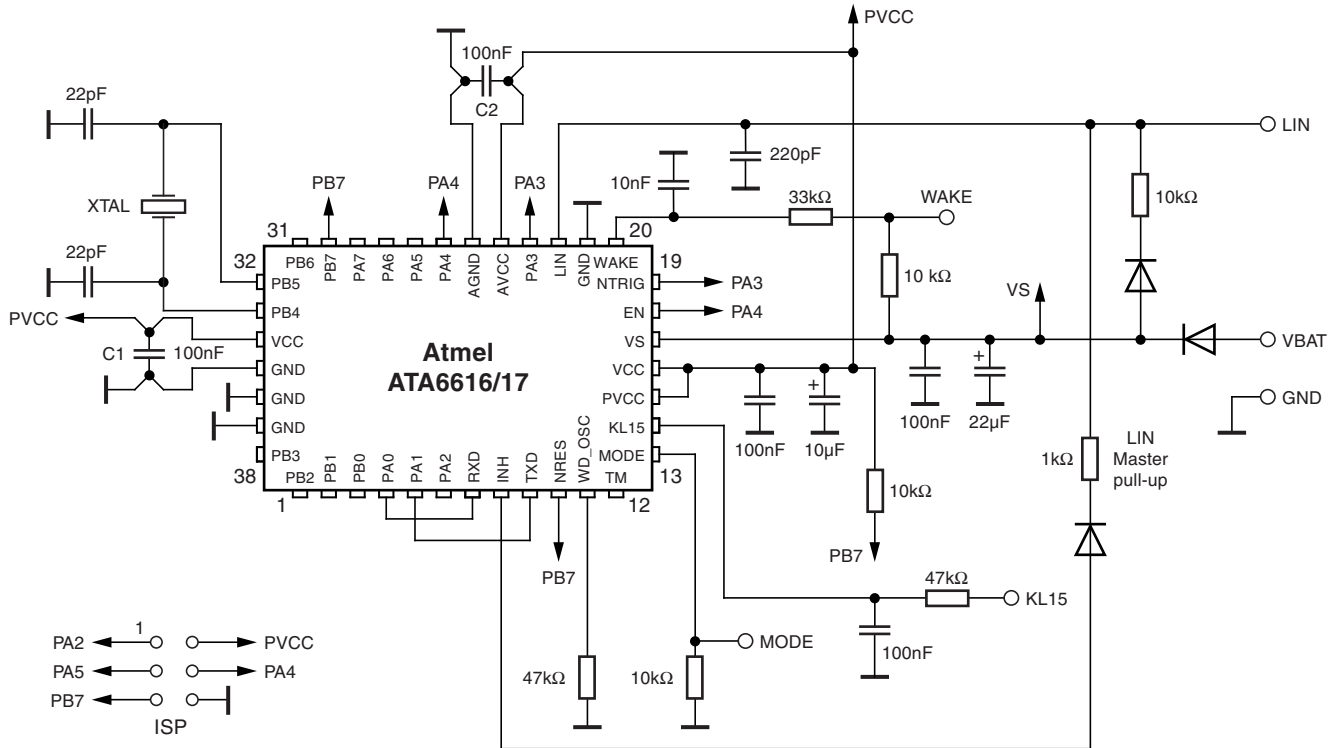 PVCC
100nF
C2
22pF
LIN
220pF
XTAL
PB7
PA4
PA3
10nF
33kΩ
WAKE
10kΩ
31
20
PB6
PB7
PA7
PA6
PA5
PA4
AGND
AVCC
PA3
LIN
GND
WAKE
22pF
32
19
PB5
NTRIG
PA3
10 kΩ
VS
PB4
EN
PA4
PVCC
VCC
VS
VBAT
C1
100nF
Atmel
ATA6616/17
GND
VCC
GND
PVCC
GND
KL15
PB3
MODE
+
+
100nF
10µF
100nF
22µF
GND
LIN
Master
pull-up
1kΩ
38
13
PB2
PB1
PB0
PA0
PA1
PA2
RXD
INH
TXD
NRES
WD_OSC
TM
1
12
10kΩ
PB7
PB7
47kΩ
KL15
100nF
MODE
47kΩ
10kΩ
1
PA2
PVCC
PA5
PA4
PB7
ISP